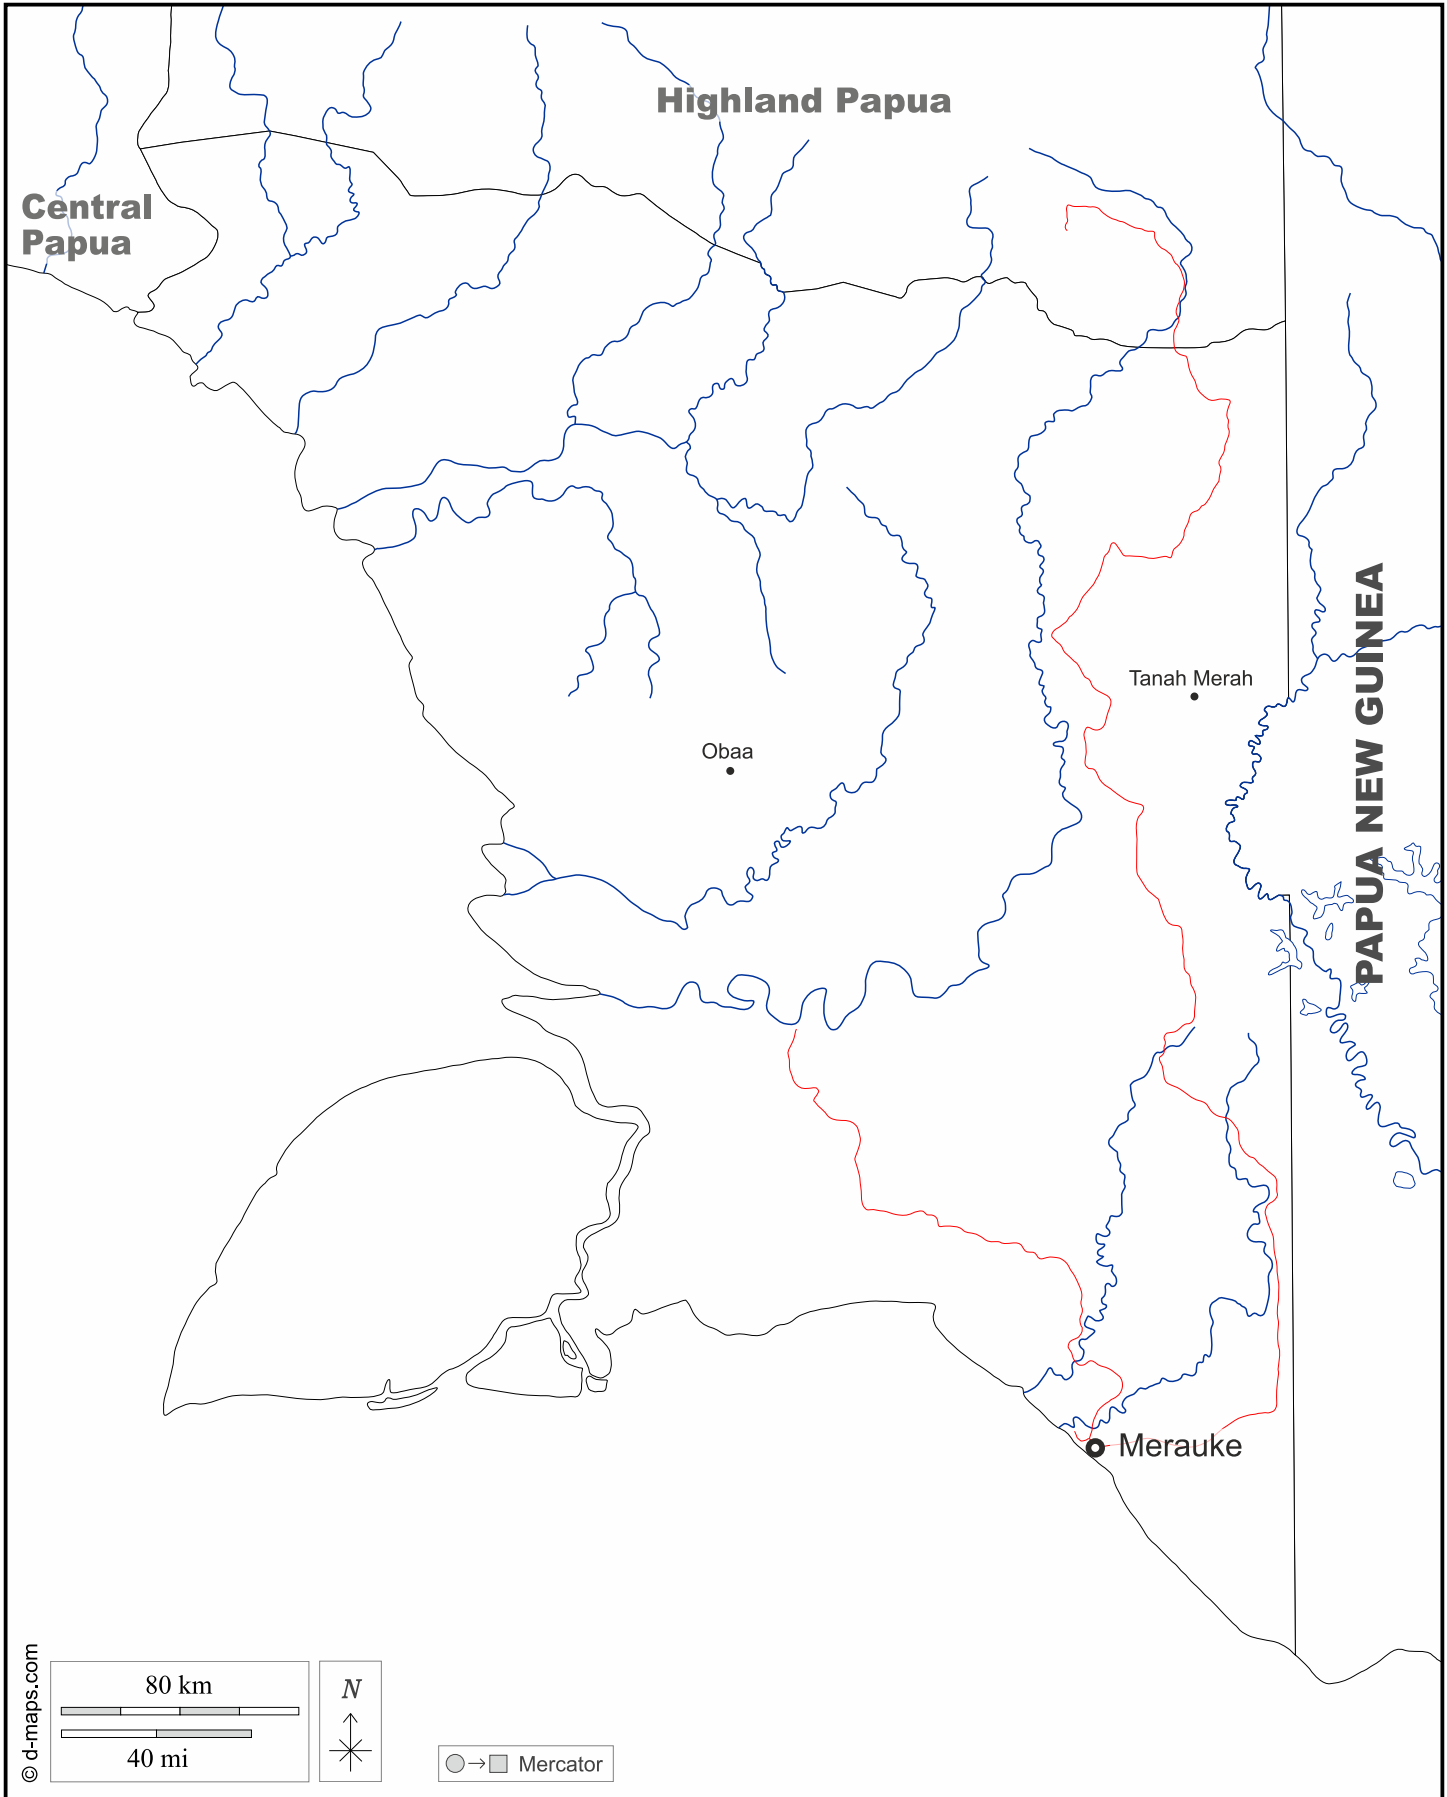 Highland Papua
Central
Papua
PAPUA NEW GUINEA
Tanah Merah
Obaa
Merauke
© d-maps.com
80 km
40 mi
N
Mercator